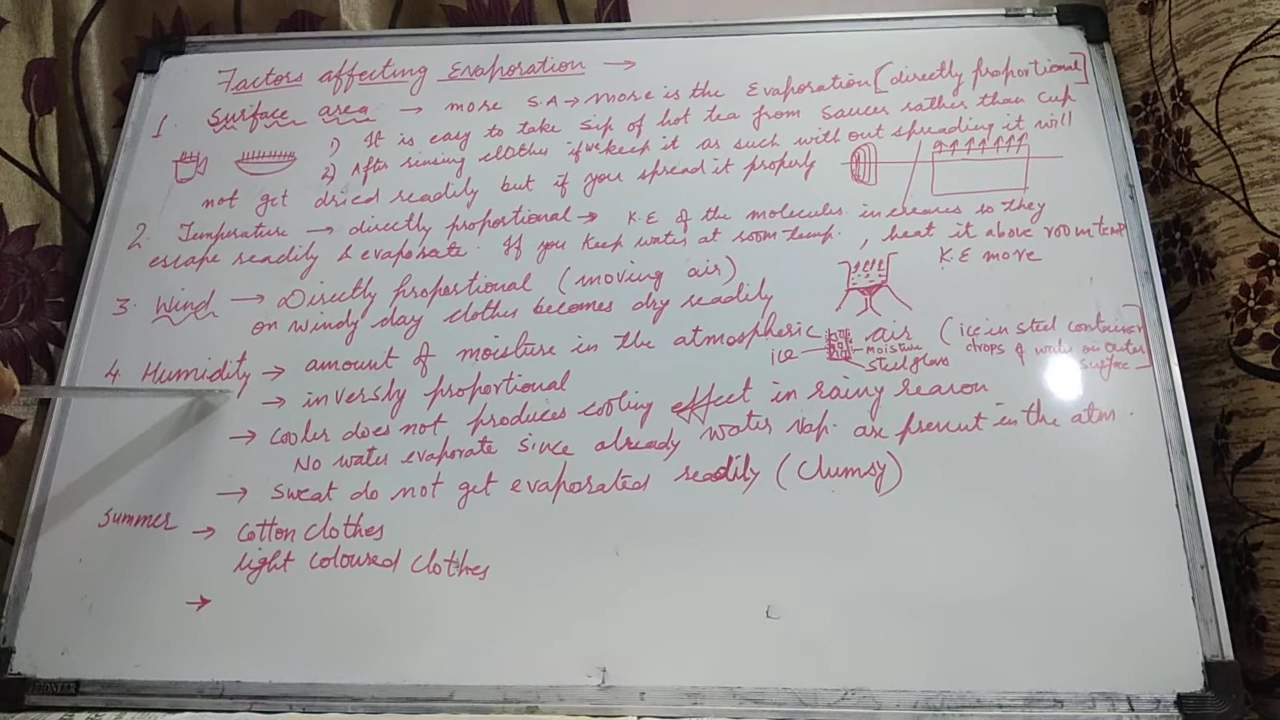 Factors affecting Evaporation →
1. Surface area → more S.A → more is the Evaporation [directly proportional]
1) It is easy to take sip of hot tea from saucer rather than cup
2) After rinsing clothes if we keep it as such with out spreading it will
not get dried readily but if you spread it properly
2. Temperature → directly proportional → K.E of the molecules increases so they
escape readily & evaporate. If you keep water at room temp. , heat it above room temp
K.E more
3. Wind → Directly proportional (moving air)
on windy day clothes becomes dry readily
4. Humidity → amount of moisture in the atmospheric air (ice in steel container
drops of water on outer
surface]
ice
moisture
steel glass
→ inversly proportional
→ Cooler does not produces cooling effect in rainy reason
No water evaporate since already water vap. are present in the atm.
→ Sweat do not get evaporated readily (Clumsy)
Summer → Cotton clothes
light coloured clothes
→
PIONEER